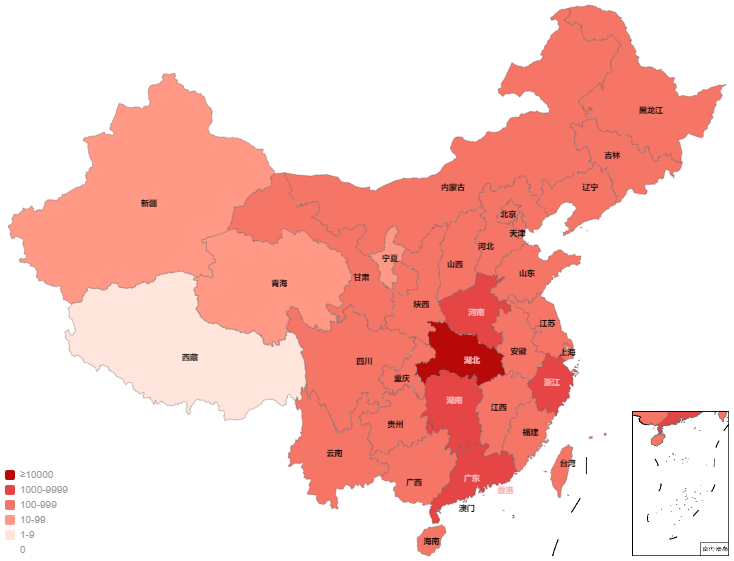 黑龙江
吉林
内蒙古
辽宁
新疆
北京
天津
河北
宁夏
山西
山东
甘肃
青海
陕西
河南
江苏
安徽
上海
西藏
四川
湖北
重庆
浙江
湖南
江西
贵州
福建
云南
台湾
广东
广西
香港
澳门
海南
≥10000
1000-9999
100-999
10-99
1-9
0
南海诸岛